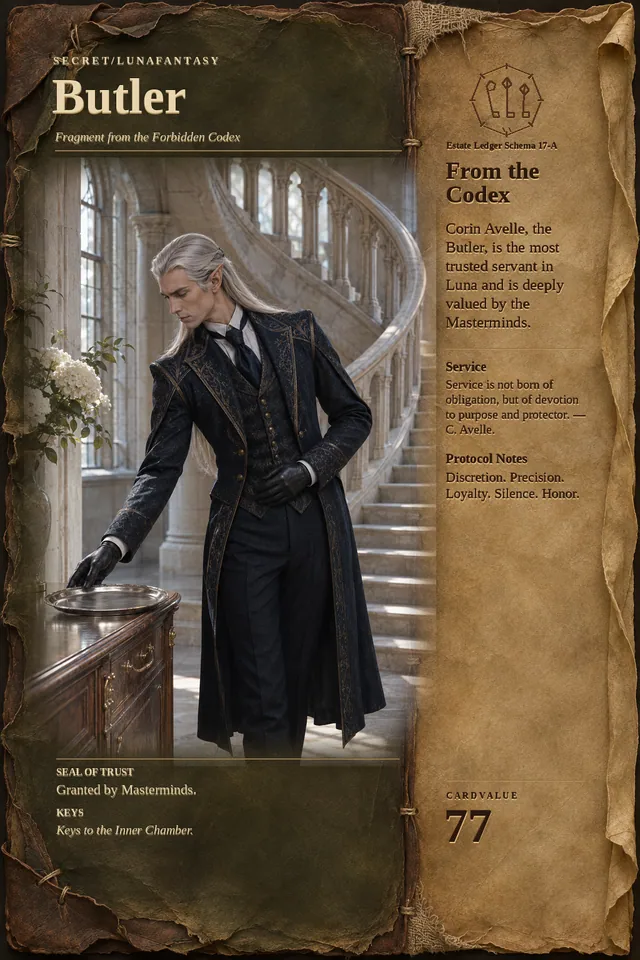 SECRET/LUNAFANTASY
Butler
Fragment from the Forbidden Codex
Estate Ledger Schema 17-A
From the
Codex
Corin Avelle, the
Butler, is the most
trusted servant in
Luna and is deeply
valued by the
Masterminds.
Service
Service is not born of
obligation, but of devotion
to purpose and protector. —
C. Avelle.
Protocol Notes
Discretion. Precision.
Loyalty. Silence. Honor.
SEAL OF TRUST
Granted by Masterminds.
KEYS
Keys to the Inner Chamber.
CARDVALUE
77